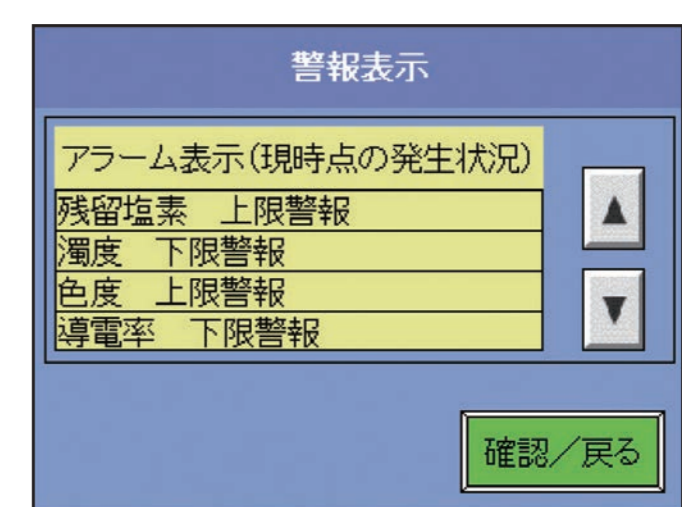 警報表示
アラーム表示(現時点の発生状況)
残留塩素 上限警報
▲
濁度 下限警報
色度 上限警報
▼
導電率 下限警報
確認／戻る